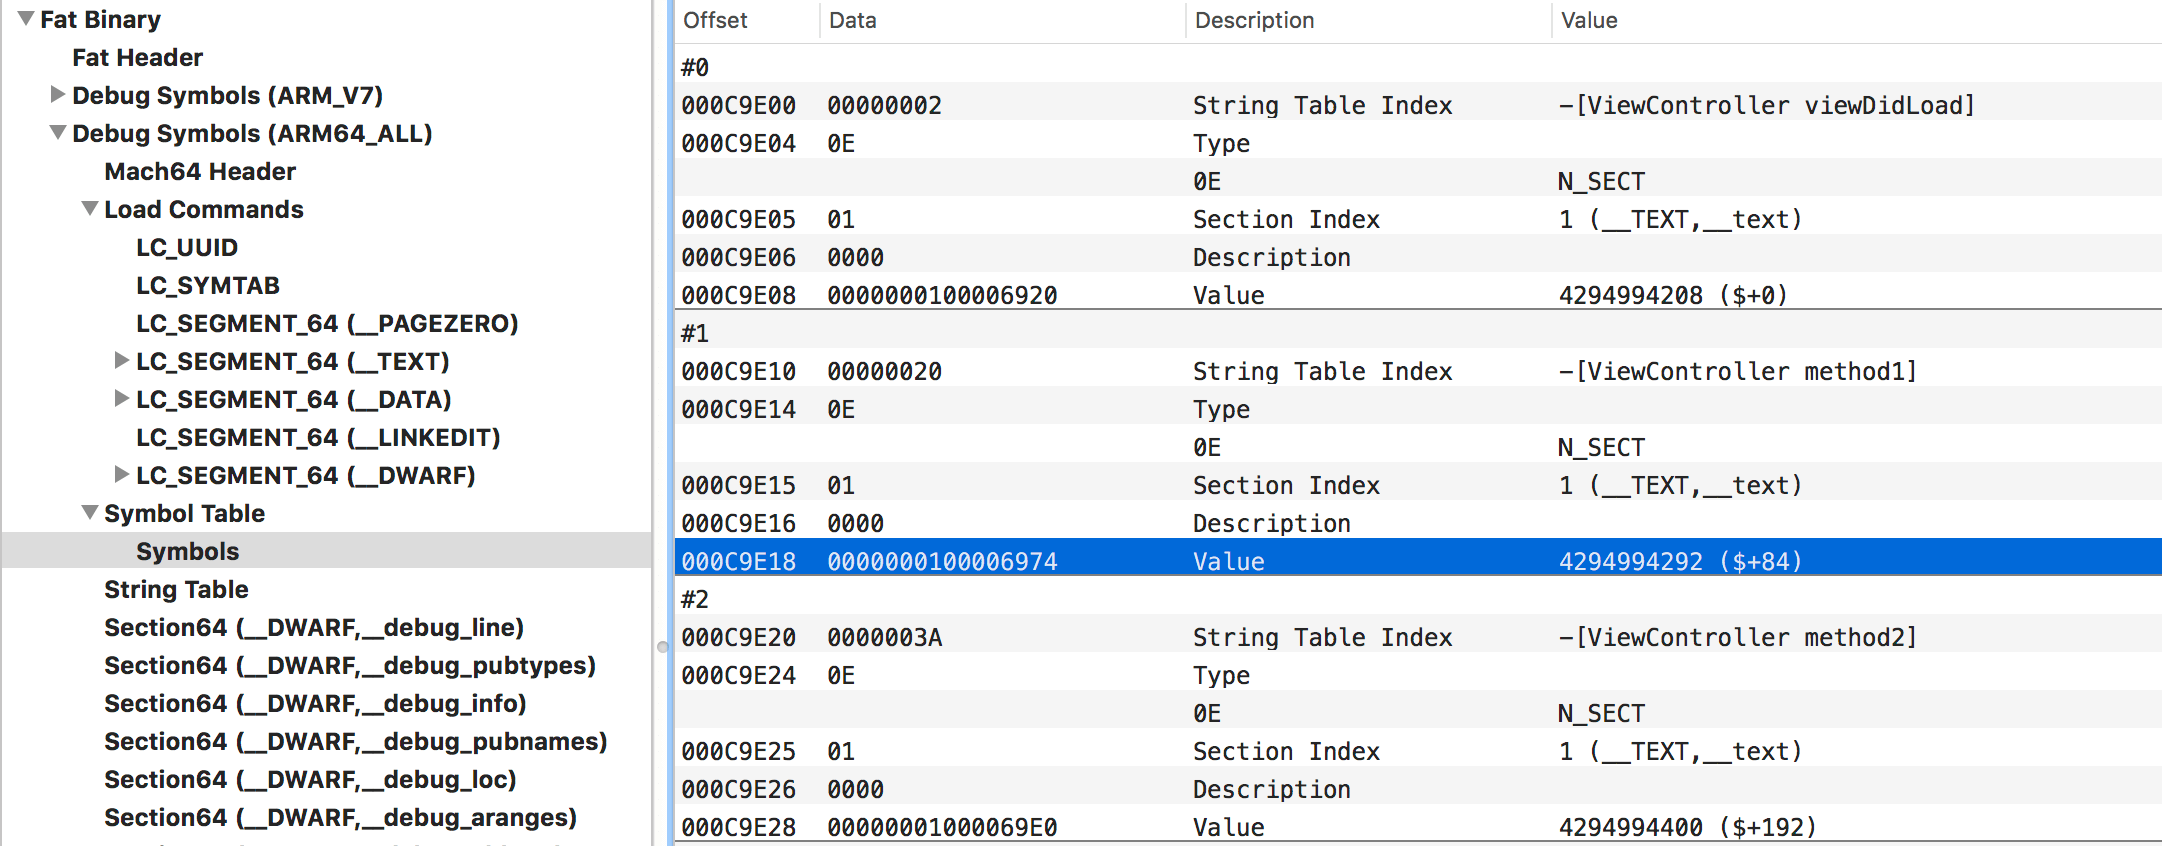 Fat Binary
Fat Header
Debug Symbols (ARM_V7)
Debug Symbols (ARM64_ALL)
Mach64 Header
Load Commands
LC_UUID
LC_SYMTAB
LC_SEGMENT_64 (__PAGEZERO)
LC_SEGMENT_64 (__TEXT)
LC_SEGMENT_64 (__DATA)
LC_SEGMENT_64 (__LINKEDIT)
LC_SEGMENT_64 (__DWARF)
Symbol Table
Symbols
String Table
Section64 (__DWARF,__debug_line)
Section64 (__DWARF,__debug_pubtypes)
Section64 (__DWARF,__debug_info)
Section64 (__DWARF,__debug_pubnames)
Section64 (__DWARF,__debug_loc)
Section64 (__DWARF,__debug_aranges)
Offset Data Description Value
#0
000C9E00 00000002 String Table Index -[ViewController viewDidLoad]
000C9E04 0E Type
0E N_SECT
000C9E05 01 Section Index 1 (__TEXT,__text)
000C9E06 0000 Description
000C9E08 0000000100006920 Value 4294994208 ($+0)
#1
000C9E10 00000020 String Table Index -[ViewController method1]
000C9E14 0E Type
0E N_SECT
000C9E15 01 Section Index 1 (__TEXT,__text)
000C9E16 0000 Description
000C9E18 0000000100006974 Value 4294994292 ($+84)
#2
000C9E20 0000003A String Table Index -[ViewController method2]
000C9E24 0E Type
0E N_SECT
000C9E25 01 Section Index 1 (__TEXT,__text)
000C9E26 0000 Description
000C9E28 00000001000069E0 Value 4294994400 ($+192)